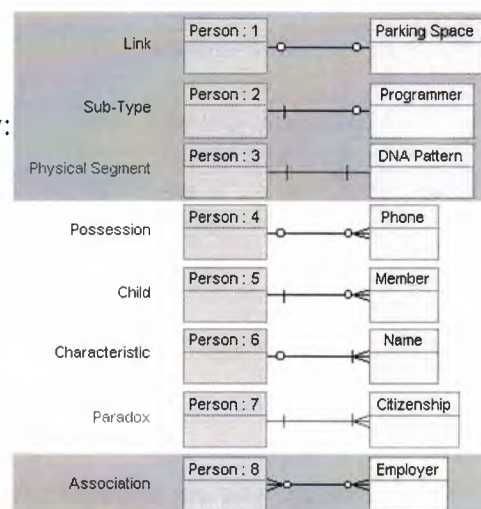 Link Person : 1 Parking Space
Sub-Type Person : 2 Programmer
Physical Segment Person : 3 DNA Pattern
Possession Person : 4 Phone
Child Person : 5 Member
Characteristic Person : 6 Name
Paradox Person : 7 Citizenship
Association Person : 8 Employer